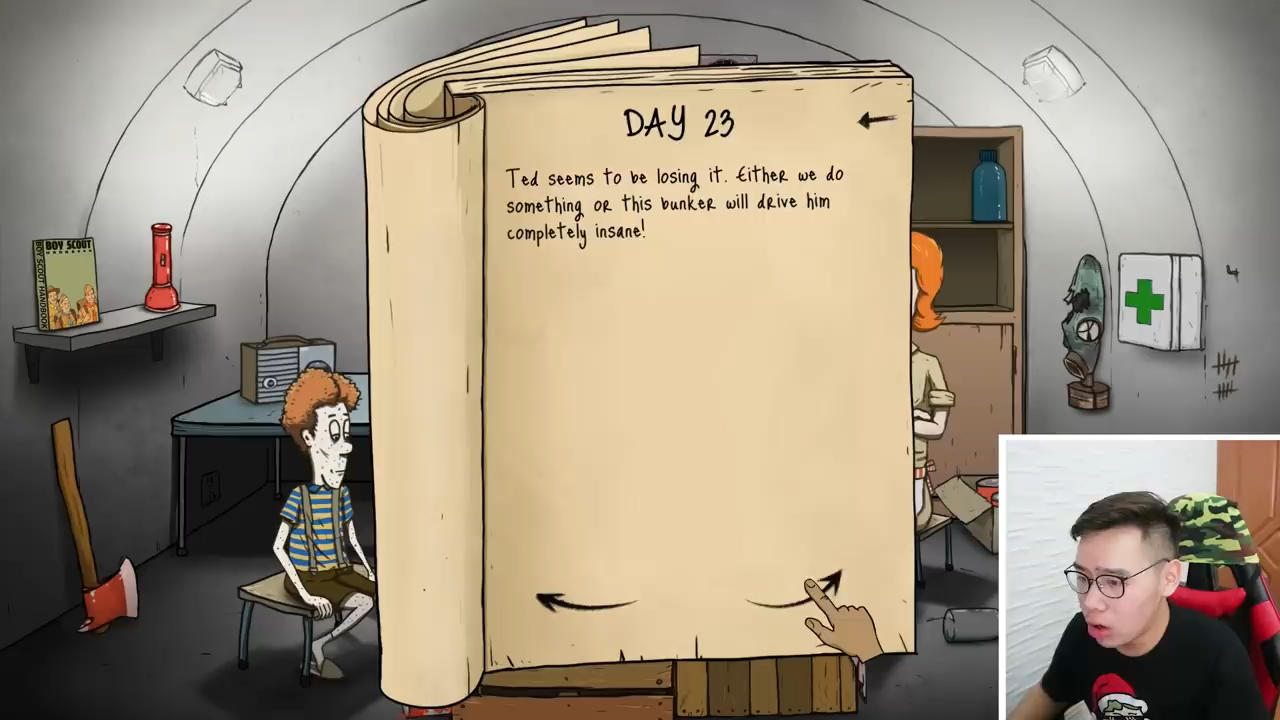 DAY 23
Ted seems to be losing it. Either we do
something or this bunker will drive him
completely insane!
BOY SCOUT
BOY SCOUT HANDBOOK